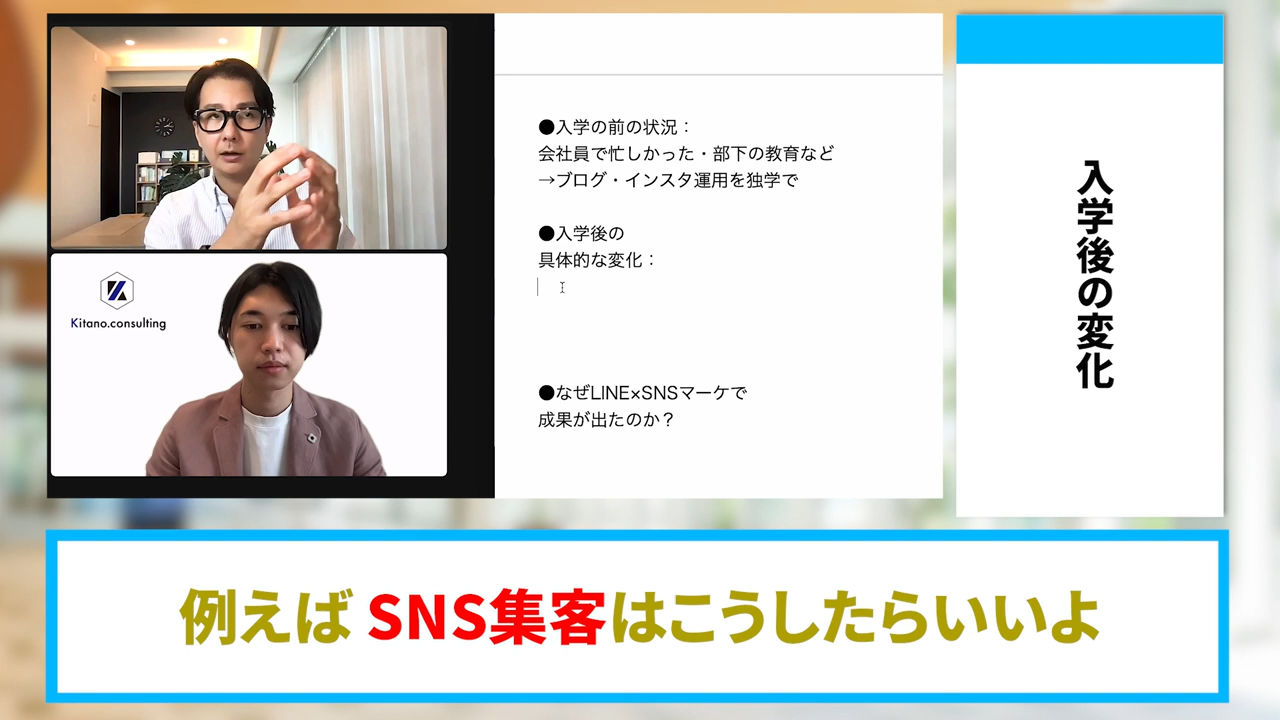 Kitano.consulting
●入学の前の状況：
会社員で忙しかった・部下の教育など
→ブログ・インスタ運用を独学で
●入学後の
具体的な変化：
●なぜLINE×SNSマーケで
成果が出たのか？
入学後の変化
例えば SNS集客はこうしたらいいよ